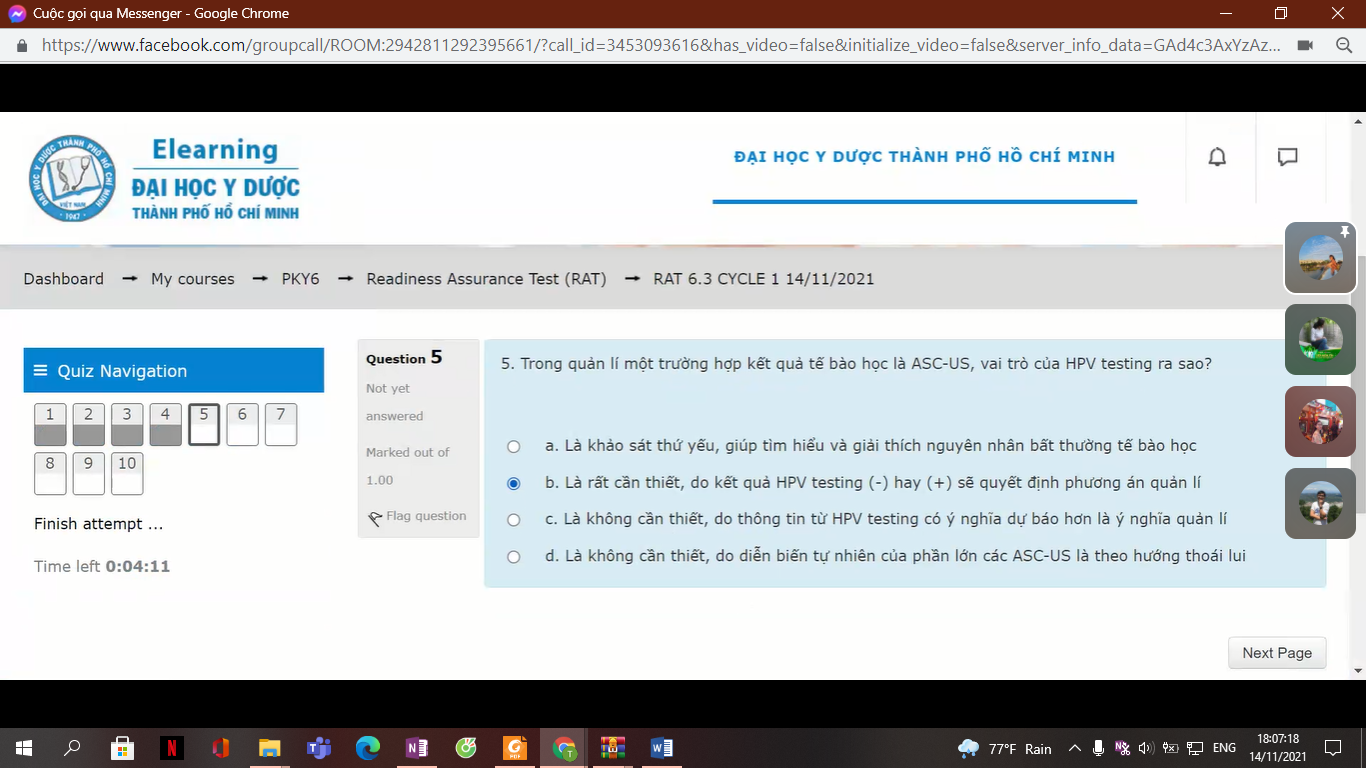 Cuộc gọi qua Messenger - Google Chrome
https://www.facebook.com/groupcall/ROOM:2942811292395661/?call_id=3453093616&has_video=false&initialize_video=false&server_info_data=GAd4c3AxYzAz...
Elearning
ĐẠI HỌC Y DƯỢC
THÀNH PHỐ HỒ CHÍ MINH
ĐẠI HỌC Y DƯỢC THÀNH PHỐ HỒ CHÍ MINH
VIỆT NAM
1947
Dashboard → My courses → PKY6 → Readiness Assurance Test (RAT) → RAT 6.3 CYCLE 1 14/11/2021
Quiz Navigation
1 2 3 4 5 6 7
8 9 10
Finish attempt ...
Time left 0:04:11
Question 5
Not yet
answered
Marked out of
1.00
Flag question
5. Trong quản lí một trường hợp kết quả tế bào học là ASC-US, vai trò của HPV testing ra sao?
a. Là khảo sát thứ yếu, giúp tìm hiểu và giải thích nguyên nhân bất thường tế bào học
b. Là rất cần thiết, do kết quả HPV testing (-) hay (+) sẽ quyết định phương án quản lí
c. Là không cần thiết, do thông tin từ HPV testing có ý nghĩa dự báo hơn là ý nghĩa quản lí
d. Là không cần thiết, do diễn biến tự nhiên của phần lớn các ASC-US là theo hướng thoái lui
Next Page
77°F Rain
ENG
18:07:18
14/11/2021